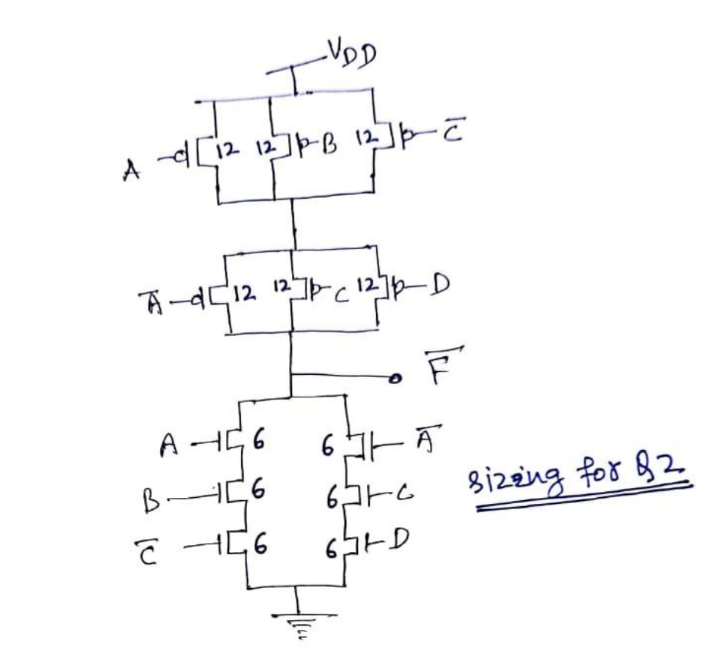 VDD
A 12 12 B 12 C̅
A̅ 12 12 C 12 D
F̅
A 6 6 A̅
B 6 6 C
C̅ 6 6 D
sizing for Q2